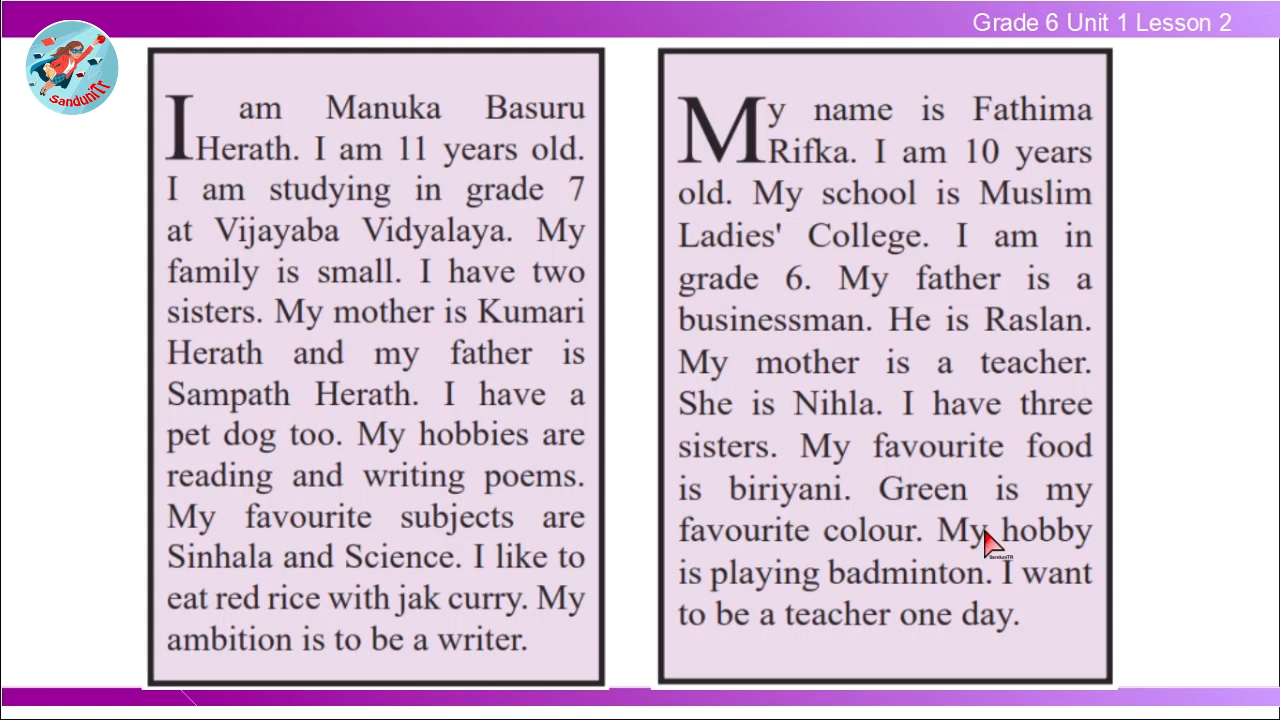 Grade 6 Unit 1 Lesson 2
SanduniTr
I am Manuka Basuru
Herath. I am 11 years old.
I am studying in grade 7
at Vijayaba Vidyalaya. My
family is small. I have two
sisters. My mother is Kumari
Herath and my father is
Sampath Herath. I have a
pet dog too. My hobbies are
reading and writing poems.
My favourite subjects are
Sinhala and Science. I like to
eat red rice with jak curry. My
ambition is to be a writer.
My name is Fathima
Rifka. I am 10 years
old. My school is Muslim
Ladies' College. I am in
grade 6. My father is a
businessman. He is Raslan.
My mother is a teacher.
She is Nihla. I have three
sisters. My favourite food
is biriyani. Green is my
favourite colour. My hobby
is playing badminton. I want
to be a teacher one day.
SanduniTR